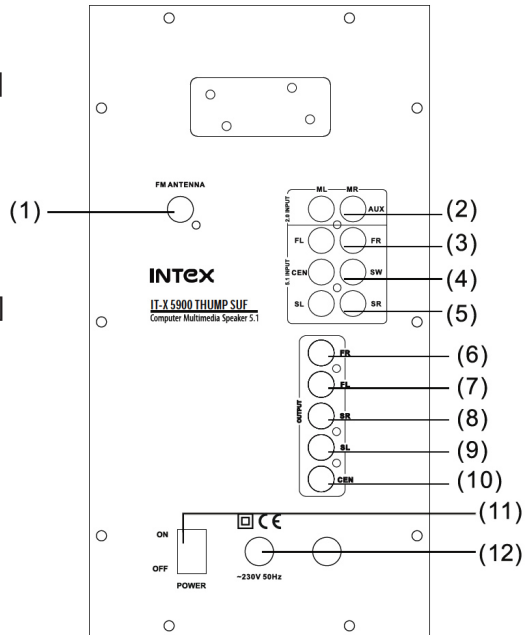 FM ANTENNA
(1)
ML MR
2.0 INPUT
AUX
(2)
FL
FR
(3)
5.1 INPUT
CEN
SW
(4)
SL
SR
(5)
INTEX
IT-X 5900 THUMP SUF
Computer Multimedia Speaker 5.1
OUTPUT
FR
(6)
FL
(7)
SR
(8)
SL
(9)
CEN
(10)
(11)
CE
ON
OFF
POWER
~230V 50Hz
(12)